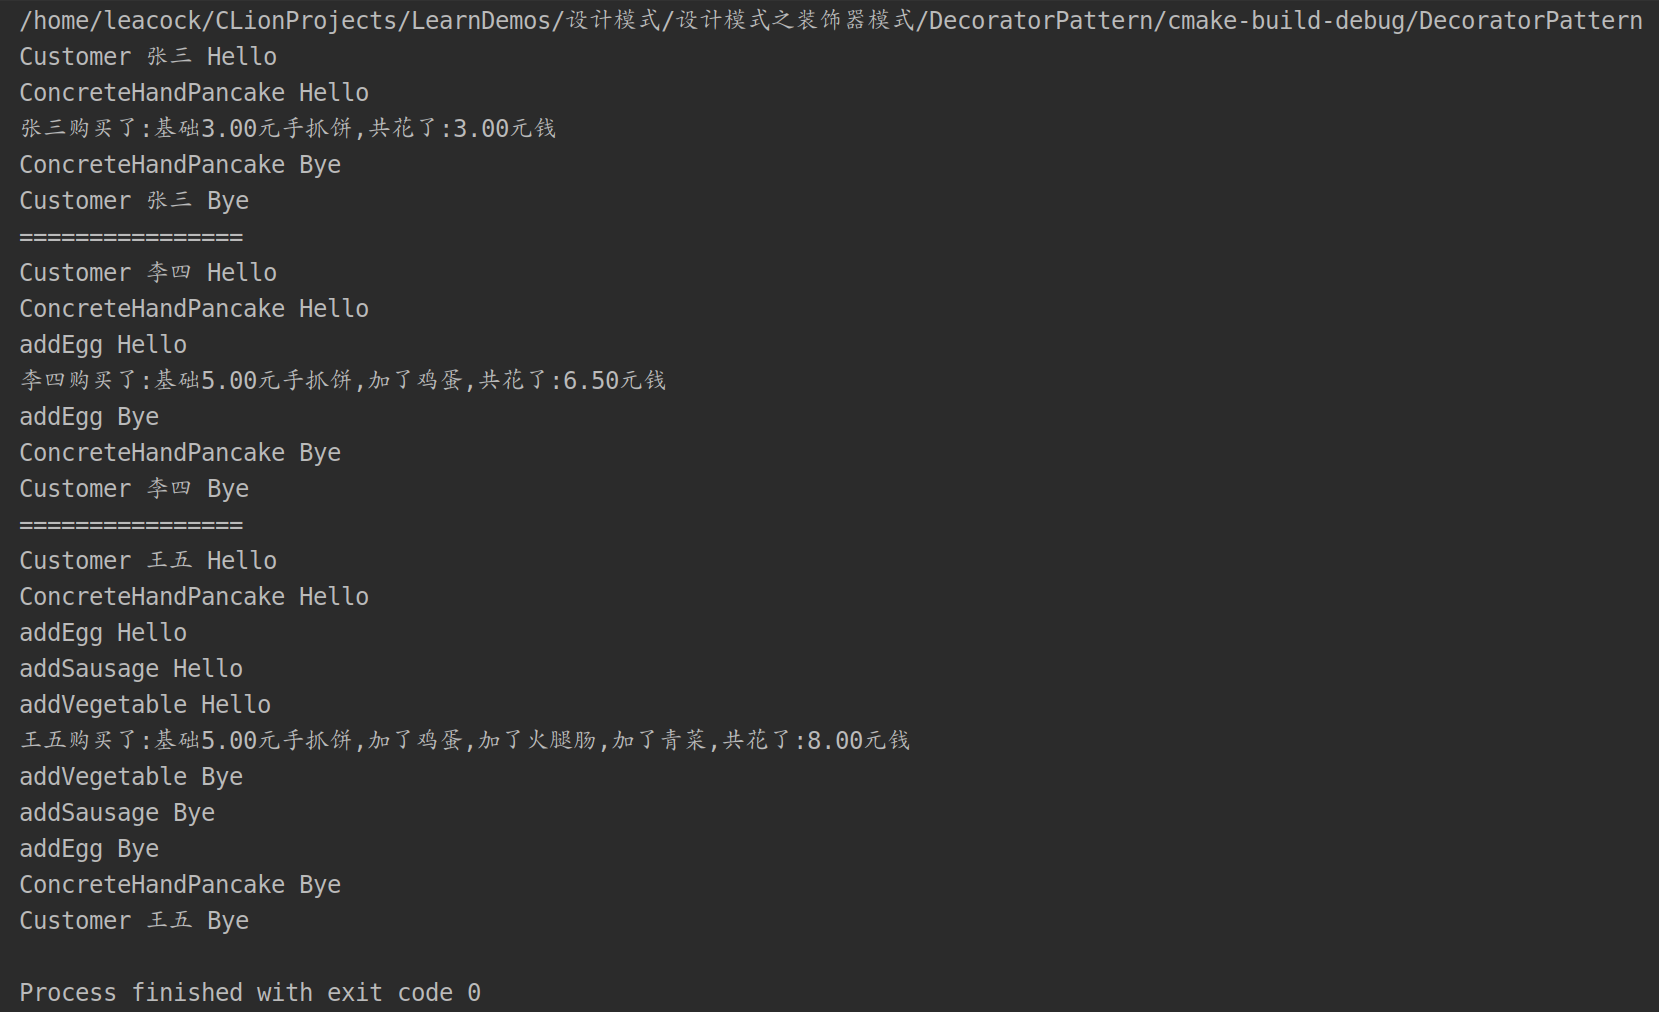 /home/leacock/CLionProjects/LearnDemos/设计模式/设计模式之装饰器模式/DecoratorPattern/cmake-build-debug/DecoratorPattern
Customer 张三 Hello
ConcreteHandPancake Hello
张三购买了:基础3.00元手抓饼,共花了:3.00元钱
ConcreteHandPancake Bye
Customer 张三 Bye
================
Customer 李四 Hello
ConcreteHandPancake Hello
addEgg Hello
李四购买了:基础5.00元手抓饼,加了鸡蛋,共花了:6.50元钱
addEgg Bye
ConcreteHandPancake Bye
Customer 李四 Bye
================
Customer 王五 Hello
ConcreteHandPancake Hello
addEgg Hello
addSausage Hello
addVegetable Hello
王五购买了:基础5.00元手抓饼,加了鸡蛋,加了火腿肠,加了青菜,共花了:8.00元钱
addVegetable Bye
addSausage Bye
addEgg Bye
ConcreteHandPancake Bye
Customer 王五 Bye
Process finished with exit code 0